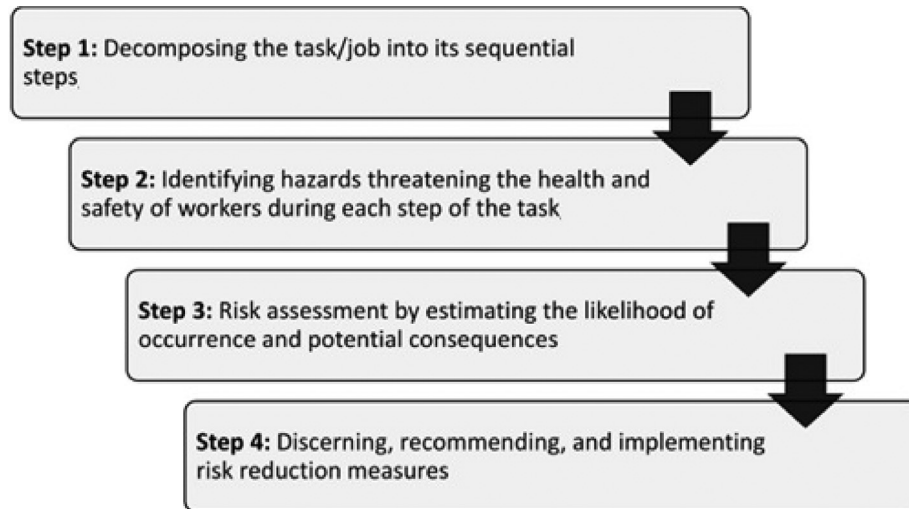 Step 1: Decomposing the task/job into its sequential
steps
Step 2: Identifying hazards threatening the health and
safety of workers during each step of the task
Step 3: Risk assessment by estimating the likelihood of
occurrence and potential consequences
Step 4: Discerning, recommending, and implementing
risk reduction measures